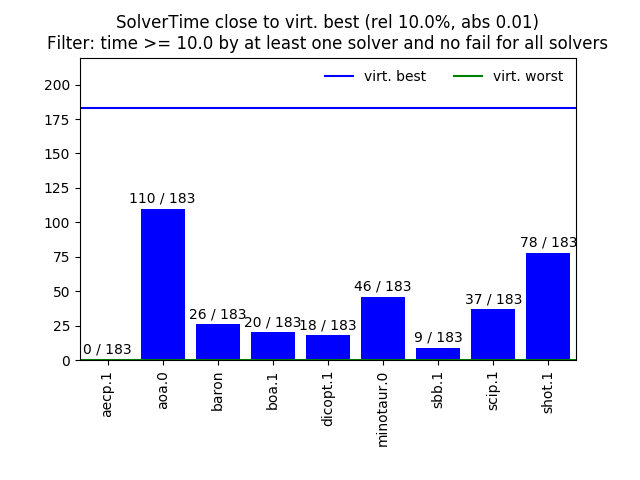 SolverTime close to virt. best (rel 10.0%, abs 0.01)
Filter: time >= 10.0 by at least one solver and no fail for all solvers
virt. best
virt. worst
200
175
150
125
100
75
50
25
0
0 / 183
110 / 183
26 / 183
20 / 183
18 / 183
46 / 183
9 / 183
37 / 183
78 / 183
aecp.1
aoa.0
baron
boa.1
dicopt.1
minotaur.0
sbb.1
scip.1
shot.1